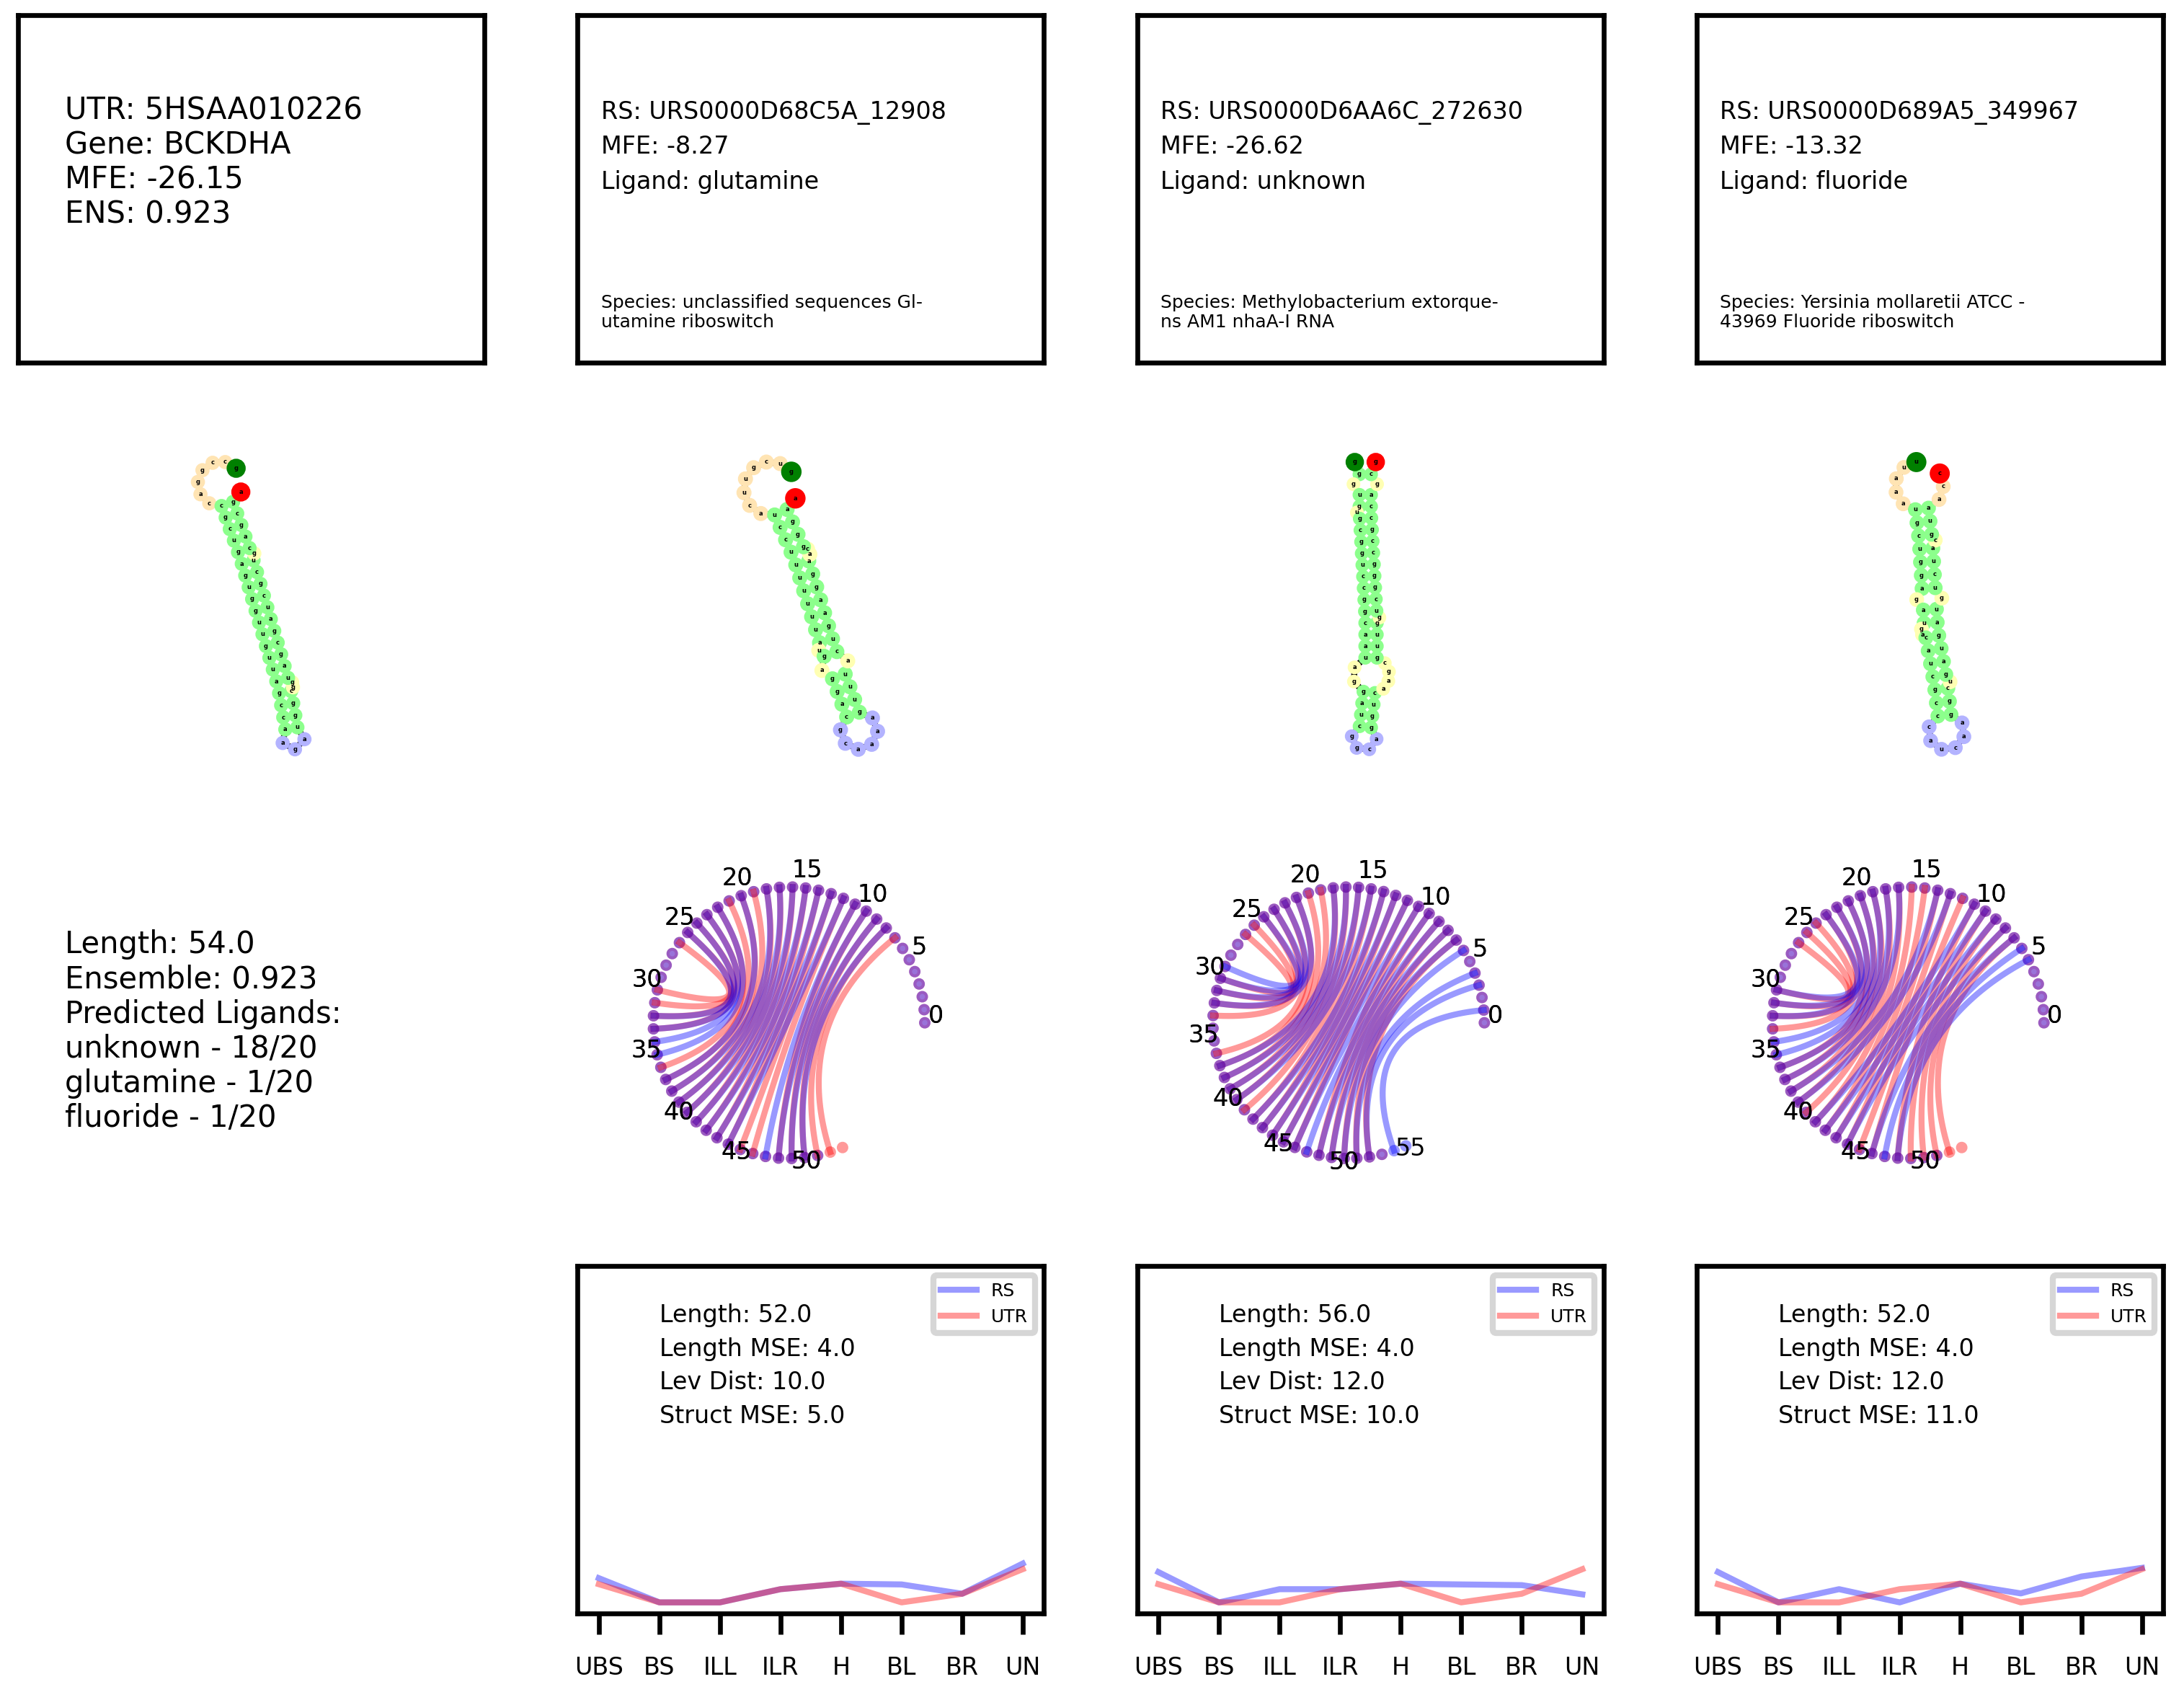 UTR: 5HSAA010226
Gene: BCKDHA
MFE: -26.15
ENS: 0.923
RS: URS0000D68C5A_12908
MFE: -8.27
Ligand: glutamine
Species: unclassified sequences Gl-
utamine riboswitch
RS: URS0000D6AA6C_272630
MFE: -26.62
Ligand: unknown
Species: Methylobacterium extorque-
ns AM1 nhaA-I RNA
RS: URS0000D689A5_349967
MFE: -13.32
Ligand: fluoride
Species: Yersinia mollaretii ATCC -
43969 Fluoride riboswitch
Length: 54.0
Ensemble: 0.923
Predicted Ligands:
unknown - 18/20
glutamine - 1/20
fluoride - 1/20
0
5
10
15
20
25
30
35
40
45
50
0
5
10
15
20
25
30
35
40
45
50
55
0
5
10
15
20
25
30
35
40
45
50
RS
UTR
Length: 52.0
Length MSE: 4.0
Lev Dist: 10.0
Struct MSE: 5.0
UBS BS ILL ILR H BL BR UN
RS
UTR
Length: 56.0
Length MSE: 4.0
Lev Dist: 12.0
Struct MSE: 10.0
UBS BS ILL ILR H BL BR UN
RS
UTR
Length: 52.0
Length MSE: 4.0
Lev Dist: 12.0
Struct MSE: 11.0
UBS BS ILL ILR H BL BR UN